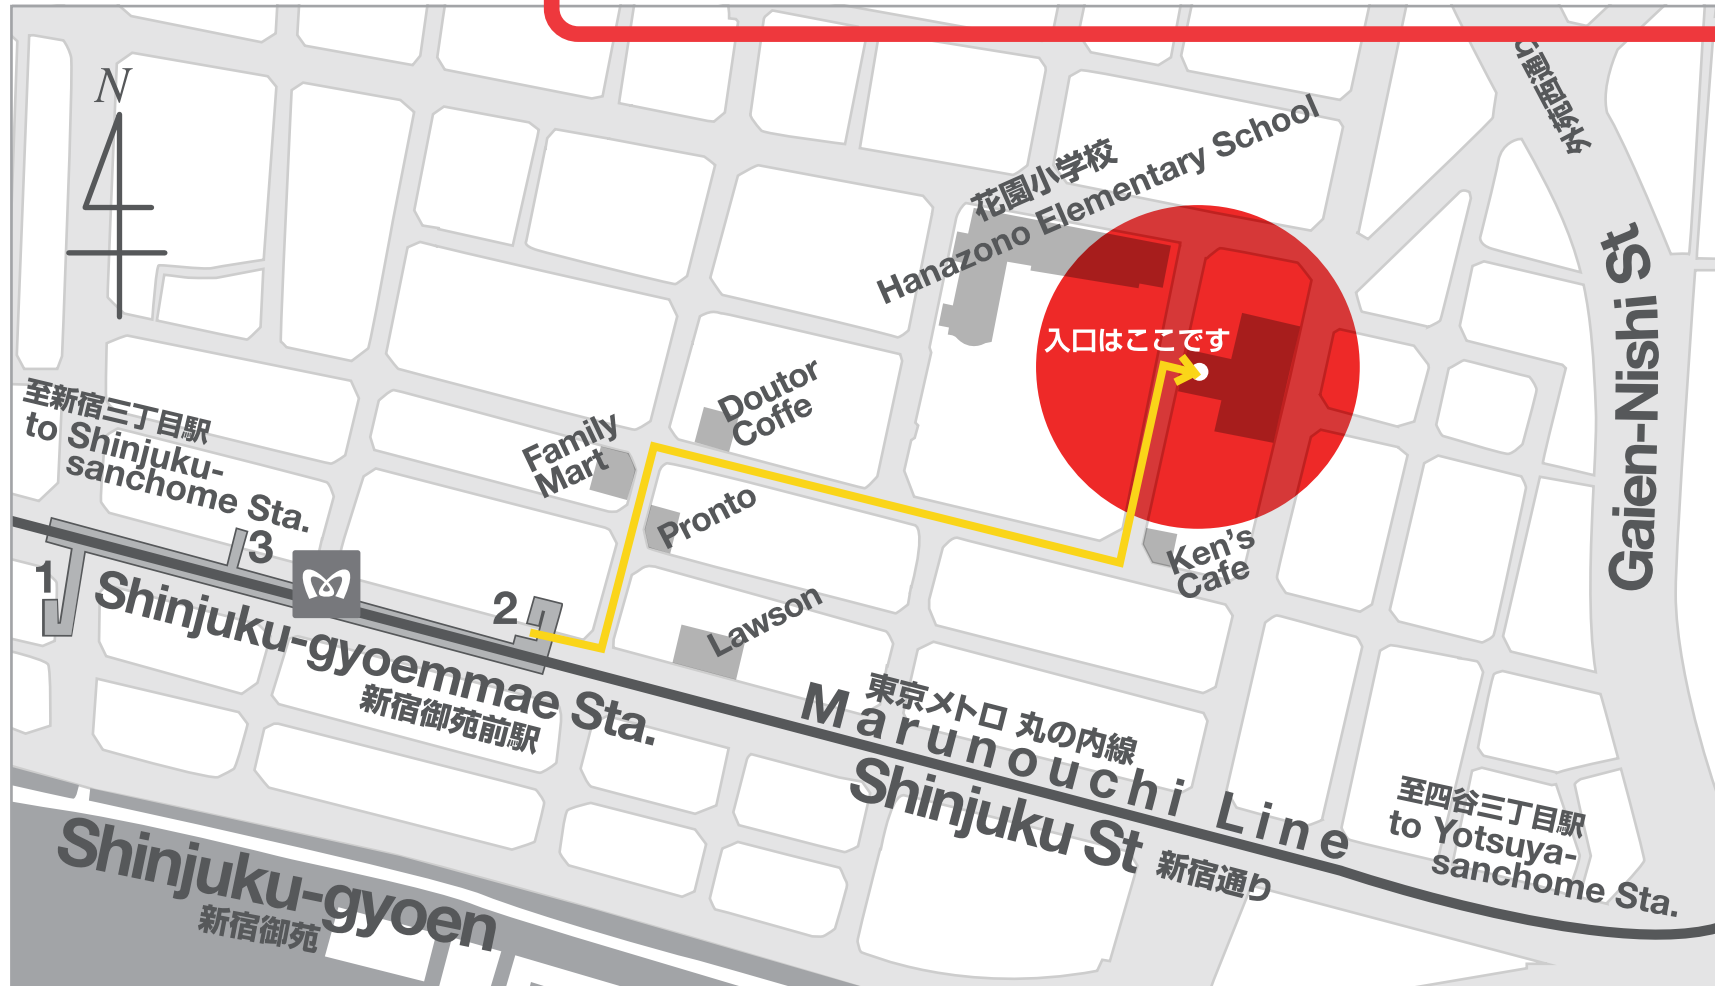 N
外苑西通り
花園小学校
Hanazono Elementary School
Gaien-Nishi St
入口はここです
Doutor
Coffe
Family
Mart
Pronto
至新宿三丁目駅
to Shinjuku-
sanchome Sta.
3
1
2
Ken's
Cafe
Lawson
Shinjuku-gyoemmae Sta.
新宿御苑前駅
東京メトロ 丸の内線
Marunouchi Line
Shinjuku St 新宿通り
至四谷三丁目駅
to Yotsuya-
sanchome Sta.
Shinjuku-gyoen
新宿御苑